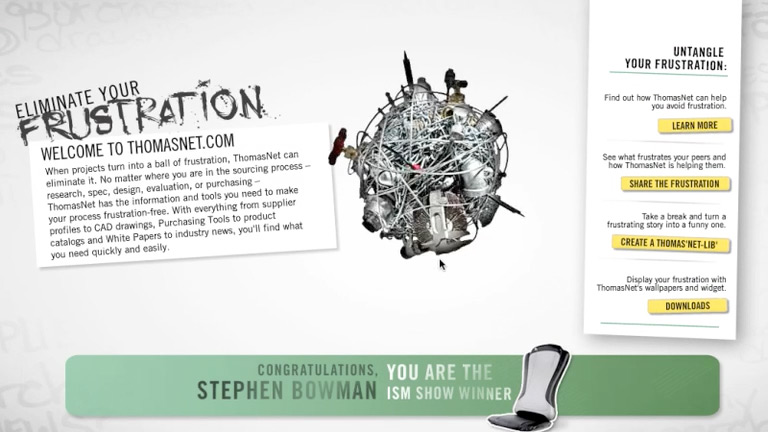 ELIMINATE YOUR
FRUSTRATION
WELCOME TO THOMASNET.COM
When projects turn into a ball of frustration, ThomasNet can
eliminate it. No matter where you are in the sourcing process –
research, spec, design, evaluation, or purchasing –
ThomasNet has the information and tools you need to make
your process frustration-free. With everything from supplier
profiles to CAD drawings, Purchasing Tools to product
catalogs and White Papers to industry news, you'll find what
you need quickly and easily.
UNTANGLE
YOUR FRUSTRATION:
Find out how ThomasNet can help
you avoid frustration.
LEARN MORE
See what frustrates your peers and
how ThomasNet is helping them.
SHARE THE FRUSTRATION
Take a break and turn a
frustrating story into a funny one.
CREATE A THOMAS'NET-LIB'
Display your frustration with
ThomasNet's wallpapers and widget.
DOWNLOADS
CONGRATULATIONS,
STEPHEN BOWMAN
YOU ARE THE
ISM SHOW WINNER